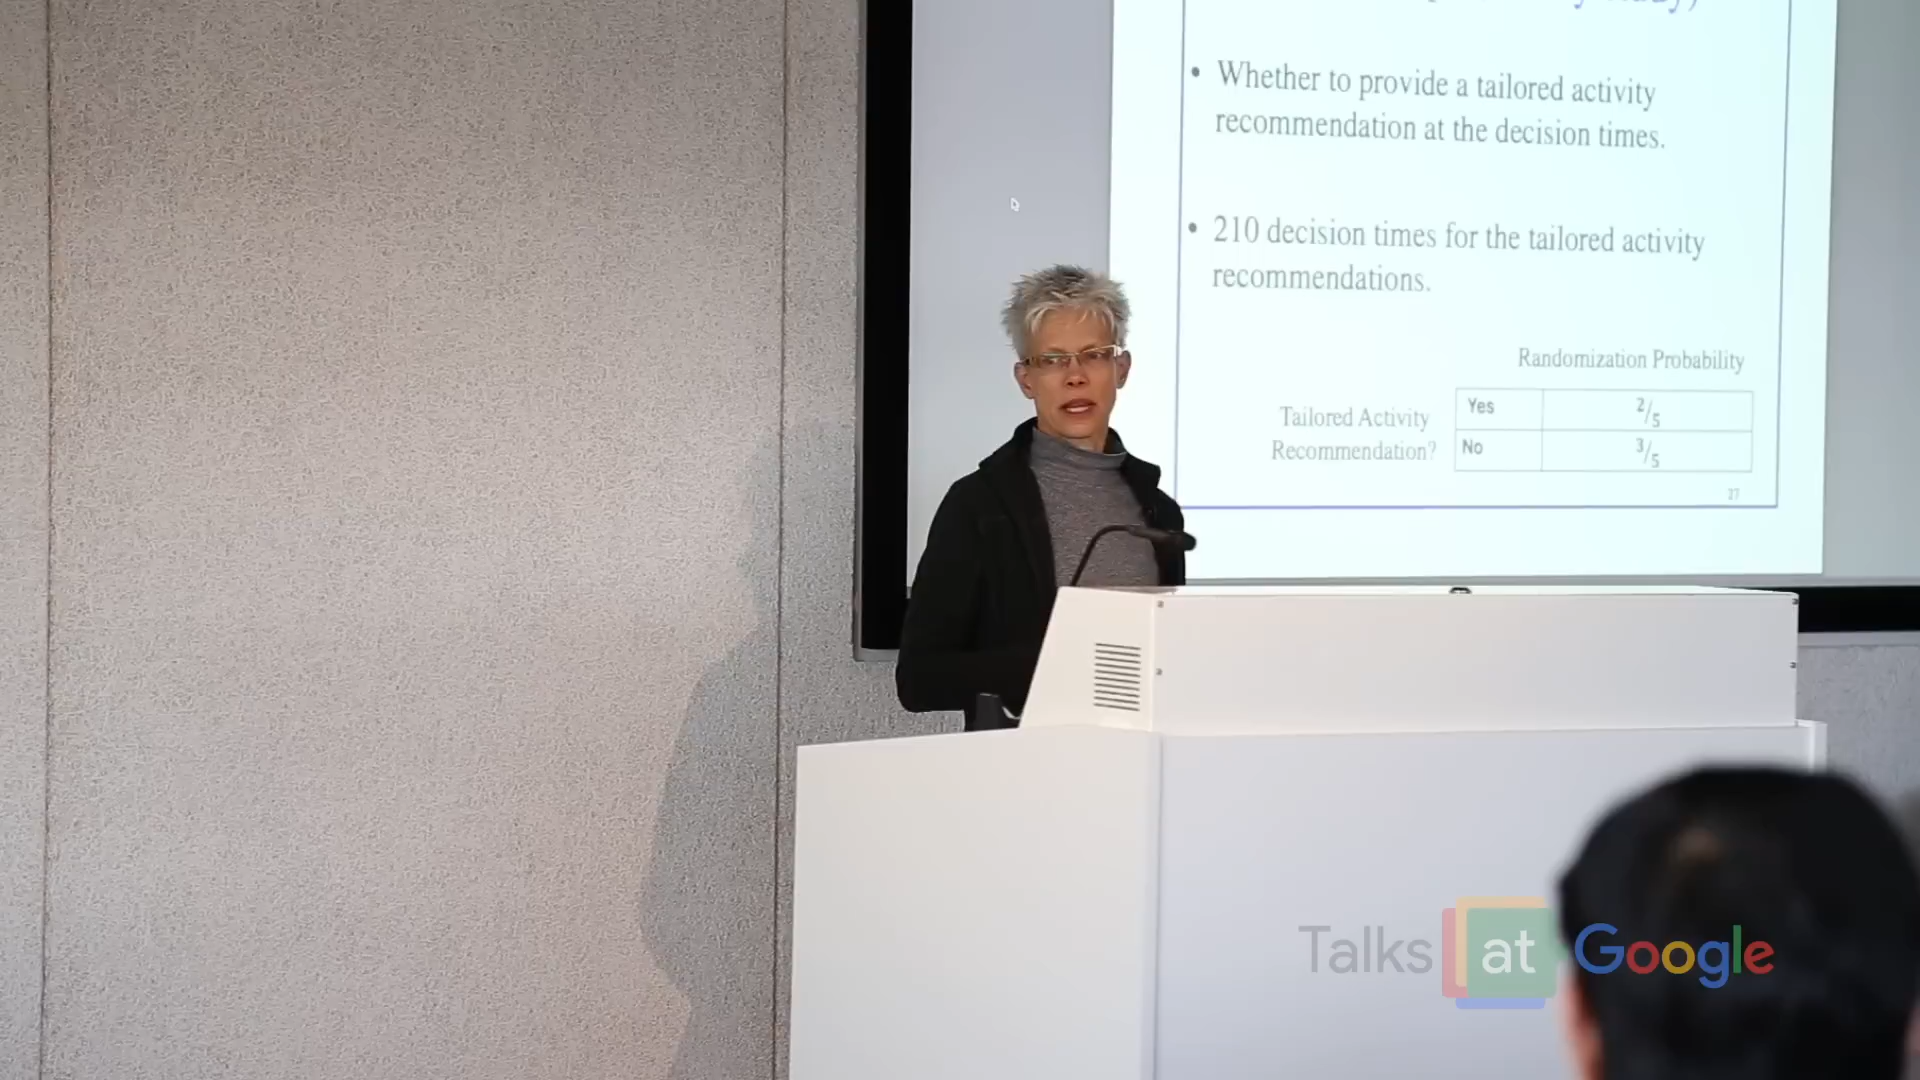 • Whether to provide a tailored activity
recommendation at the decision times.
• 210 decision times for the tailored activity
recommendations.
Randomization Probability
Tailored Activity
Recommendation?
Yes 2/5
No 3/5
27
Talks at Google